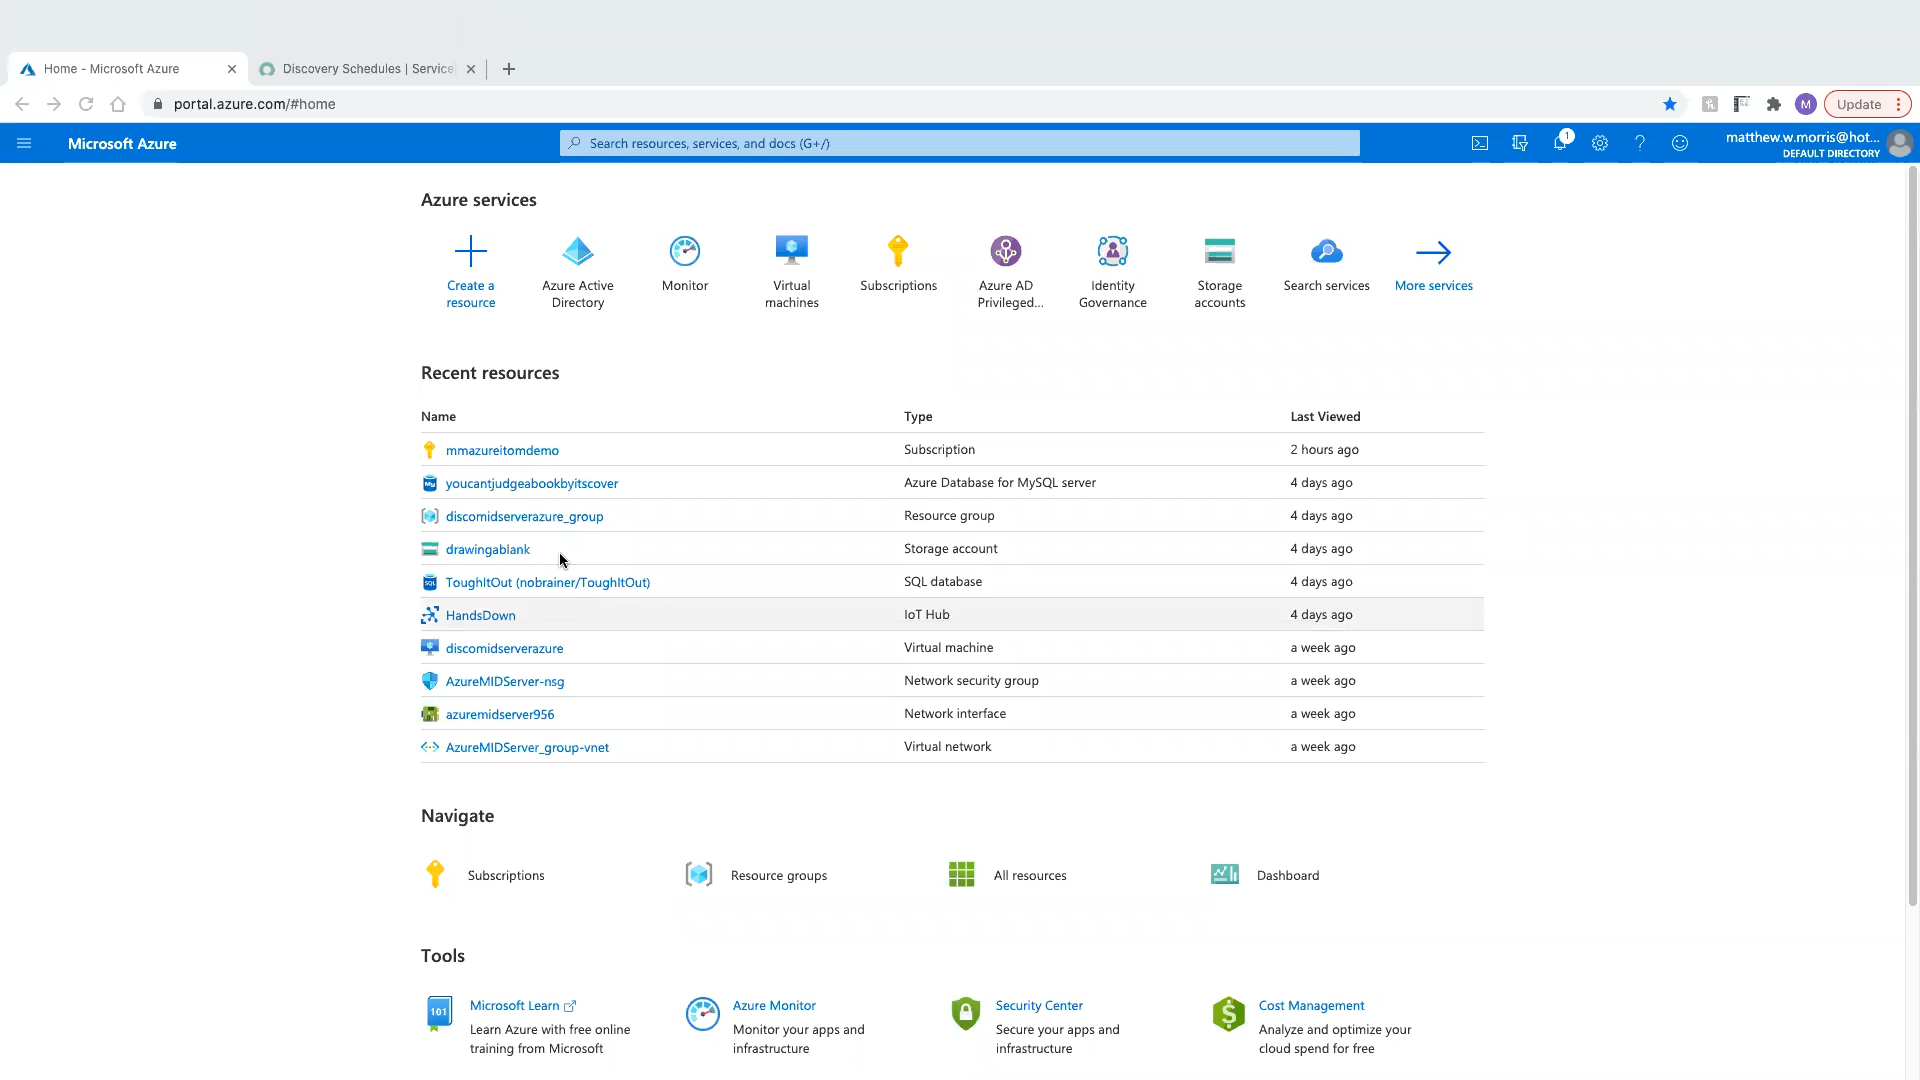 Home - Microsoft Azure
Discovery Schedules | Service
portal.azure.com/#home
M
Update
Microsoft Azure
Search resources, services, and docs (G+/)
1
matthew.w.morris@hot...
DEFAULT DIRECTORY
Azure services
Create a resource
Azure Active Directory
Monitor
Virtual machines
Subscriptions
Azure AD Privileged...
Identity Governance
Storage accounts
Search services
More services
Recent resources
Name Type Last Viewed
mmazureitomdemo Subscription 2 hours ago
youcantjudgeabookbyitscover Azure Database for MySQL server 4 days ago
discomidserverazure_group Resource group 4 days ago
drawingablank Storage account 4 days ago
ToughItOut (nobrainer/ToughItOut) SQL database 4 days ago
HandsDown IoT Hub 4 days ago
discomidserverazure Virtual machine a week ago
AzureMIDServer-nsg Network security group a week ago
azuremidserver956 Network interface a week ago
AzureMIDServer_group-vnet Virtual network a week ago
Navigate
Subscriptions
Resource groups
All resources
Dashboard
Tools
101
Microsoft Learn
Learn Azure with free online
training from Microsoft
Azure Monitor
Monitor your apps and
infrastructure
Security Center
Secure your apps and
infrastructure
Cost Management
Analyze and optimize your
cloud spend for free